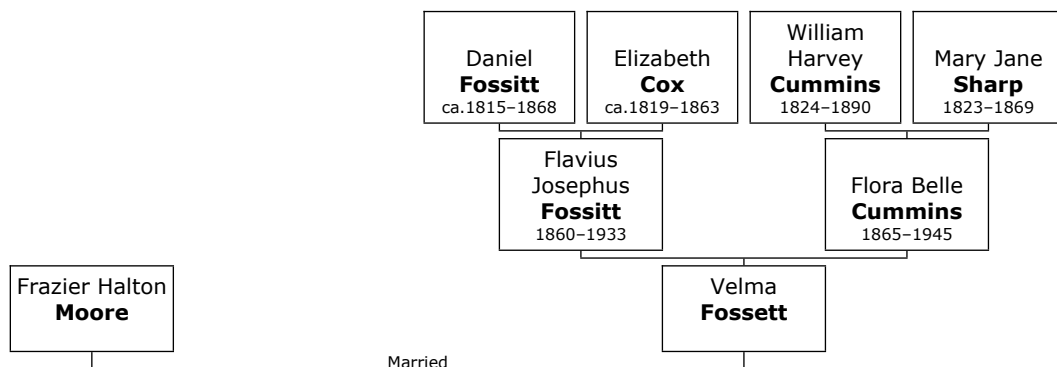 Daniel
Fossitt
ca.1815–1868
Elizabeth
Cox
ca.1819–1863
William
Harvey
Cummins
1824–1890
Mary Jane
Sharp
1823–1869
Flavius
Josephus
Fossitt
1860–1933
Flora Belle
Cummins
1865–1945
Frazier Halton
Moore
Velma
Fossett
Married